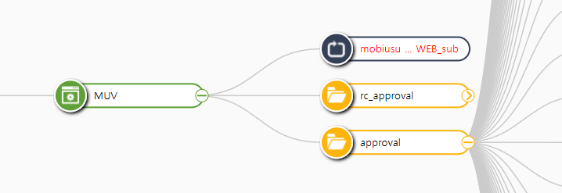 mobiusu ... WEB_sub
MUV
rc_approval
approval